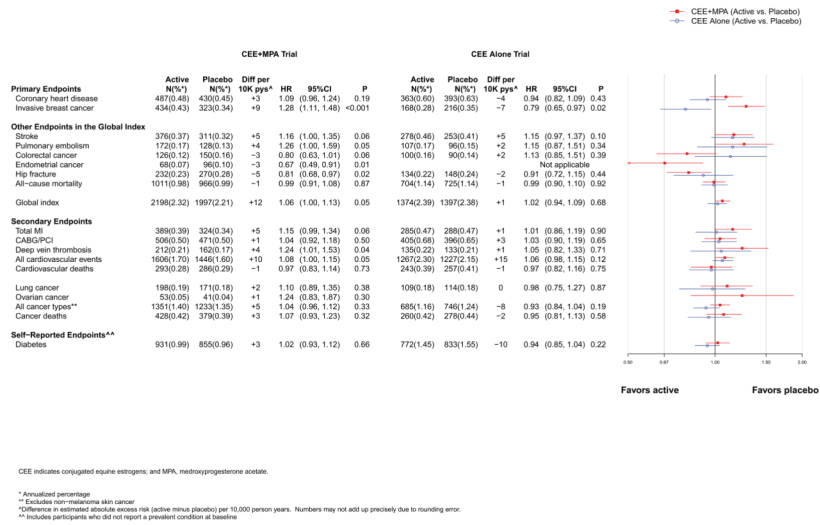 CEE+MPA (Active vs. Placebo)
CEE Alone (Active vs. Placebo)
CEE+MPA Trial CEE Alone Trial
Active Placebo Diff per Active Placebo Diff per
Primary Endpoints N(%*) N(%*) 10K pys^ HR 95%CI P N(%*) N(%*) 10K pys^ HR 95%CI P
Coronary heart disease 487(0.48) 430(0.45) +3 1.09 (0.96, 1.24) 0.19 363(0.60) 393(0.63) −4 0.94 (0.82, 1.09) 0.43
Invasive breast cancer 434(0.43) 323(0.34) +9 1.28 (1.11, 1.48) <0.001 168(0.28) 216(0.35) −7 0.79 (0.65, 0.97) 0.02
Other Endpoints in the Global Index
Stroke 376(0.37) 311(0.32) +5 1.16 (1.00, 1.35) 0.06 278(0.46) 253(0.41) +5 1.15 (0.97, 1.37) 0.10
Pulmonary embolism 172(0.17) 128(0.13) +4 1.26 (1.00, 1.59) 0.05 107(0.17) 96(0.15) +2 1.15 (0.87, 1.51) 0.34
Colorectal cancer 126(0.12) 150(0.16) −3 0.80 (0.63, 1.01) 0.06 100(0.16) 90(0.14) +2 1.13 (0.85, 1.51) 0.39
Endometrial cancer 68(0.07) 96(0.10) −3 0.67 (0.49, 0.91) 0.01 Not applicable
Hip fracture 232(0.23) 270(0.28) −5 0.81 (0.68, 0.97) 0.02 134(0.22) 148(0.24) −2 0.91 (0.72, 1.15) 0.44
All−cause mortality 1011(0.98) 966(0.99) −1 0.99 (0.91, 1.08) 0.87 704(1.14) 725(1.14) −1 0.99 (0.90, 1.10) 0.92
Global index 2198(2.32) 1997(2.21) +12 1.06 (1.00, 1.13) 0.05 1374(2.39) 1397(2.38) +1 1.02 (0.94, 1.09) 0.68
Secondary Endpoints
Total MI 389(0.39) 324(0.34) +5 1.15 (0.99, 1.34) 0.06 285(0.47) 288(0.47) +1 1.01 (0.86, 1.19) 0.90
CABG/PCI 506(0.50) 471(0.50) +1 1.04 (0.92, 1.18) 0.50 405(0.68) 396(0.65) +3 1.03 (0.90, 1.19) 0.65
Deep vein thrombosis 212(0.21) 162(0.17) +4 1.24 (1.01, 1.53) 0.04 135(0.22) 133(0.21) +1 1.05 (0.82, 1.33) 0.71
All cardiovascular events 1606(1.70) 1446(1.60) +10 1.08 (1.00, 1.15) 0.05 1267(2.30) 1227(2.15) +15 1.06 (0.98, 1.15) 0.12
Cardiovascular deaths 293(0.28) 286(0.29) −1 0.97 (0.83, 1.14) 0.73 243(0.39) 257(0.41) −1 0.97 (0.82, 1.16) 0.75
Lung cancer 198(0.19) 171(0.18) +2 1.10 (0.89, 1.35) 0.38 109(0.18) 114(0.18) 0 0.98 (0.75, 1.27) 0.87
Ovarian cancer 53(0.05) 41(0.04) +1 1.24 (0.83, 1.87) 0.30
All cancer types** 1351(1.40) 1233(1.35) +5 1.04 (0.96, 1.12) 0.33 685(1.16) 746(1.24) −8 0.93 (0.84, 1.04) 0.19
Cancer deaths 428(0.42) 379(0.39) +3 1.07 (0.93, 1.23) 0.32 260(0.42) 278(0.44) −2 0.95 (0.81, 1.13) 0.58
Self−Reported Endpoints^^
Diabetes 931(0.99) 855(0.96) +3 1.02 (0.93, 1.12) 0.66 772(1.45) 833(1.55) −10 0.94 (0.85, 1.04) 0.22
0.50 0.67 1.00 1.50 2.00
Favors active Favors placebo
CEE indicates conjugated equine estrogens; and MPA, medroxyprogesterone acetate.
* Annualized percentage
** Excludes non−melanoma skin cancer
^Difference in estimated absolute excess risk (active minus placebo) per 10,000 person years. Numbers may not add up precisely due to rounding error.
^^ Includes participants who did not report a prevalent condition at baseline